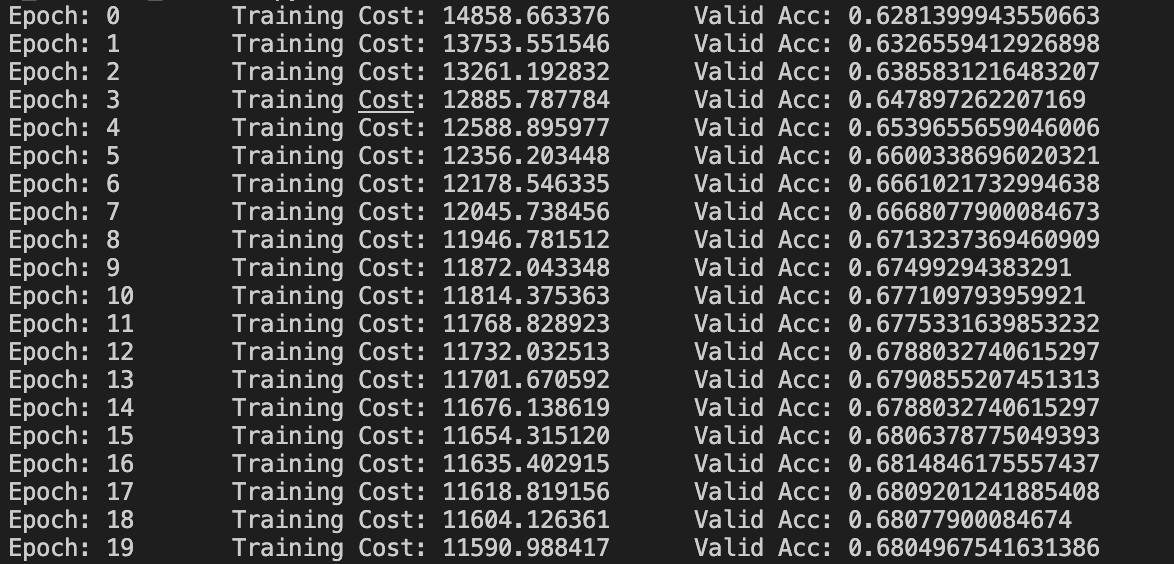 Epoch: 0 Training Cost: 14858.663376 Valid Acc: 0.6281399943550663
Epoch: 1 Training Cost: 13753.551546 Valid Acc: 0.6326559412926898
Epoch: 2 Training Cost: 13261.192832 Valid Acc: 0.6385831216483207
Epoch: 3 Training Cost: 12885.787784 Valid Acc: 0.647897262207169
Epoch: 4 Training Cost: 12588.895977 Valid Acc: 0.6539655659046006
Epoch: 5 Training Cost: 12356.203448 Valid Acc: 0.6600338696020321
Epoch: 6 Training Cost: 12178.546335 Valid Acc: 0.6661021732994638
Epoch: 7 Training Cost: 12045.738456 Valid Acc: 0.6668077900084673
Epoch: 8 Training Cost: 11946.781512 Valid Acc: 0.6713237369460909
Epoch: 9 Training Cost: 11872.043348 Valid Acc: 0.67499294383291
Epoch: 10 Training Cost: 11814.375363 Valid Acc: 0.677109793959921
Epoch: 11 Training Cost: 11768.828923 Valid Acc: 0.6775331639853232
Epoch: 12 Training Cost: 11732.032513 Valid Acc: 0.6788032740615297
Epoch: 13 Training Cost: 11701.670592 Valid Acc: 0.6790855207451313
Epoch: 14 Training Cost: 11676.138619 Valid Acc: 0.6788032740615297
Epoch: 15 Training Cost: 11654.315120 Valid Acc: 0.6806378775049393
Epoch: 16 Training Cost: 11635.402915 Valid Acc: 0.6814846175557437
Epoch: 17 Training Cost: 11618.819156 Valid Acc: 0.6809201241885408
Epoch: 18 Training Cost: 11604.126361 Valid Acc: 0.68077900084674
Epoch: 19 Training Cost: 11590.988417 Valid Acc: 0.6804967541631386